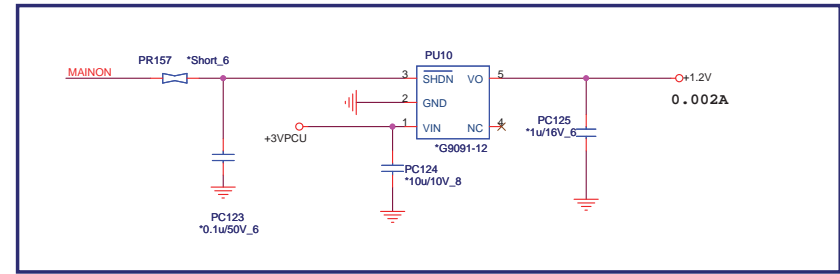 PR157 *Short_6
MAINON
PU10
3 SHDN VO 5
+1.2V
0.002A
2 GND
+3VPCU
1 VIN NC 4
*G9091-12
PC125
*1u/16V_6
PC124
*10u/10V_8
PC123
*0.1u/50V_6